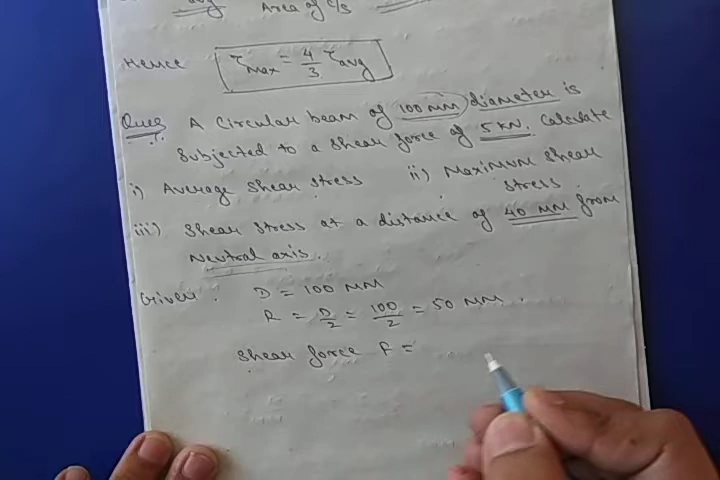 Area of C/s
Hence τmax = 4/3 τavg
Ques. A Circular beam of 100 mm diameter is
Subjected to a shear force of 5 kN. Calculate
i) Average shear stress ii) Maximum shear stress.
iii) Shear stress at a distance of 40 mm from
Neutral axis.
Given : D = 100 mm
R = D/2 = 100/2 = 50 mm.
Shear force F =